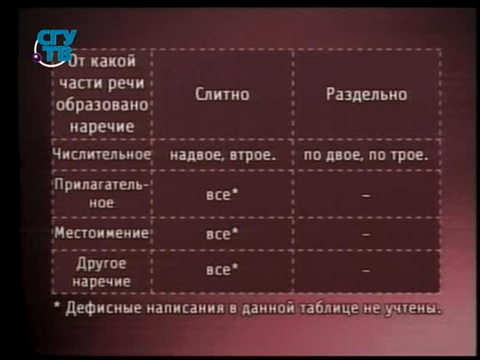 СГУ
ТВ
От какой
части речи
образовано
наречие
Слитно
Раздельно
Числительное
надвое, втрое.
по двое, по трое.
Прилагатель-
ное
все*
–
Местоимение
все*
–
Другое
наречие
все*
–
* Дефисные написания в данной таблице не учтены.